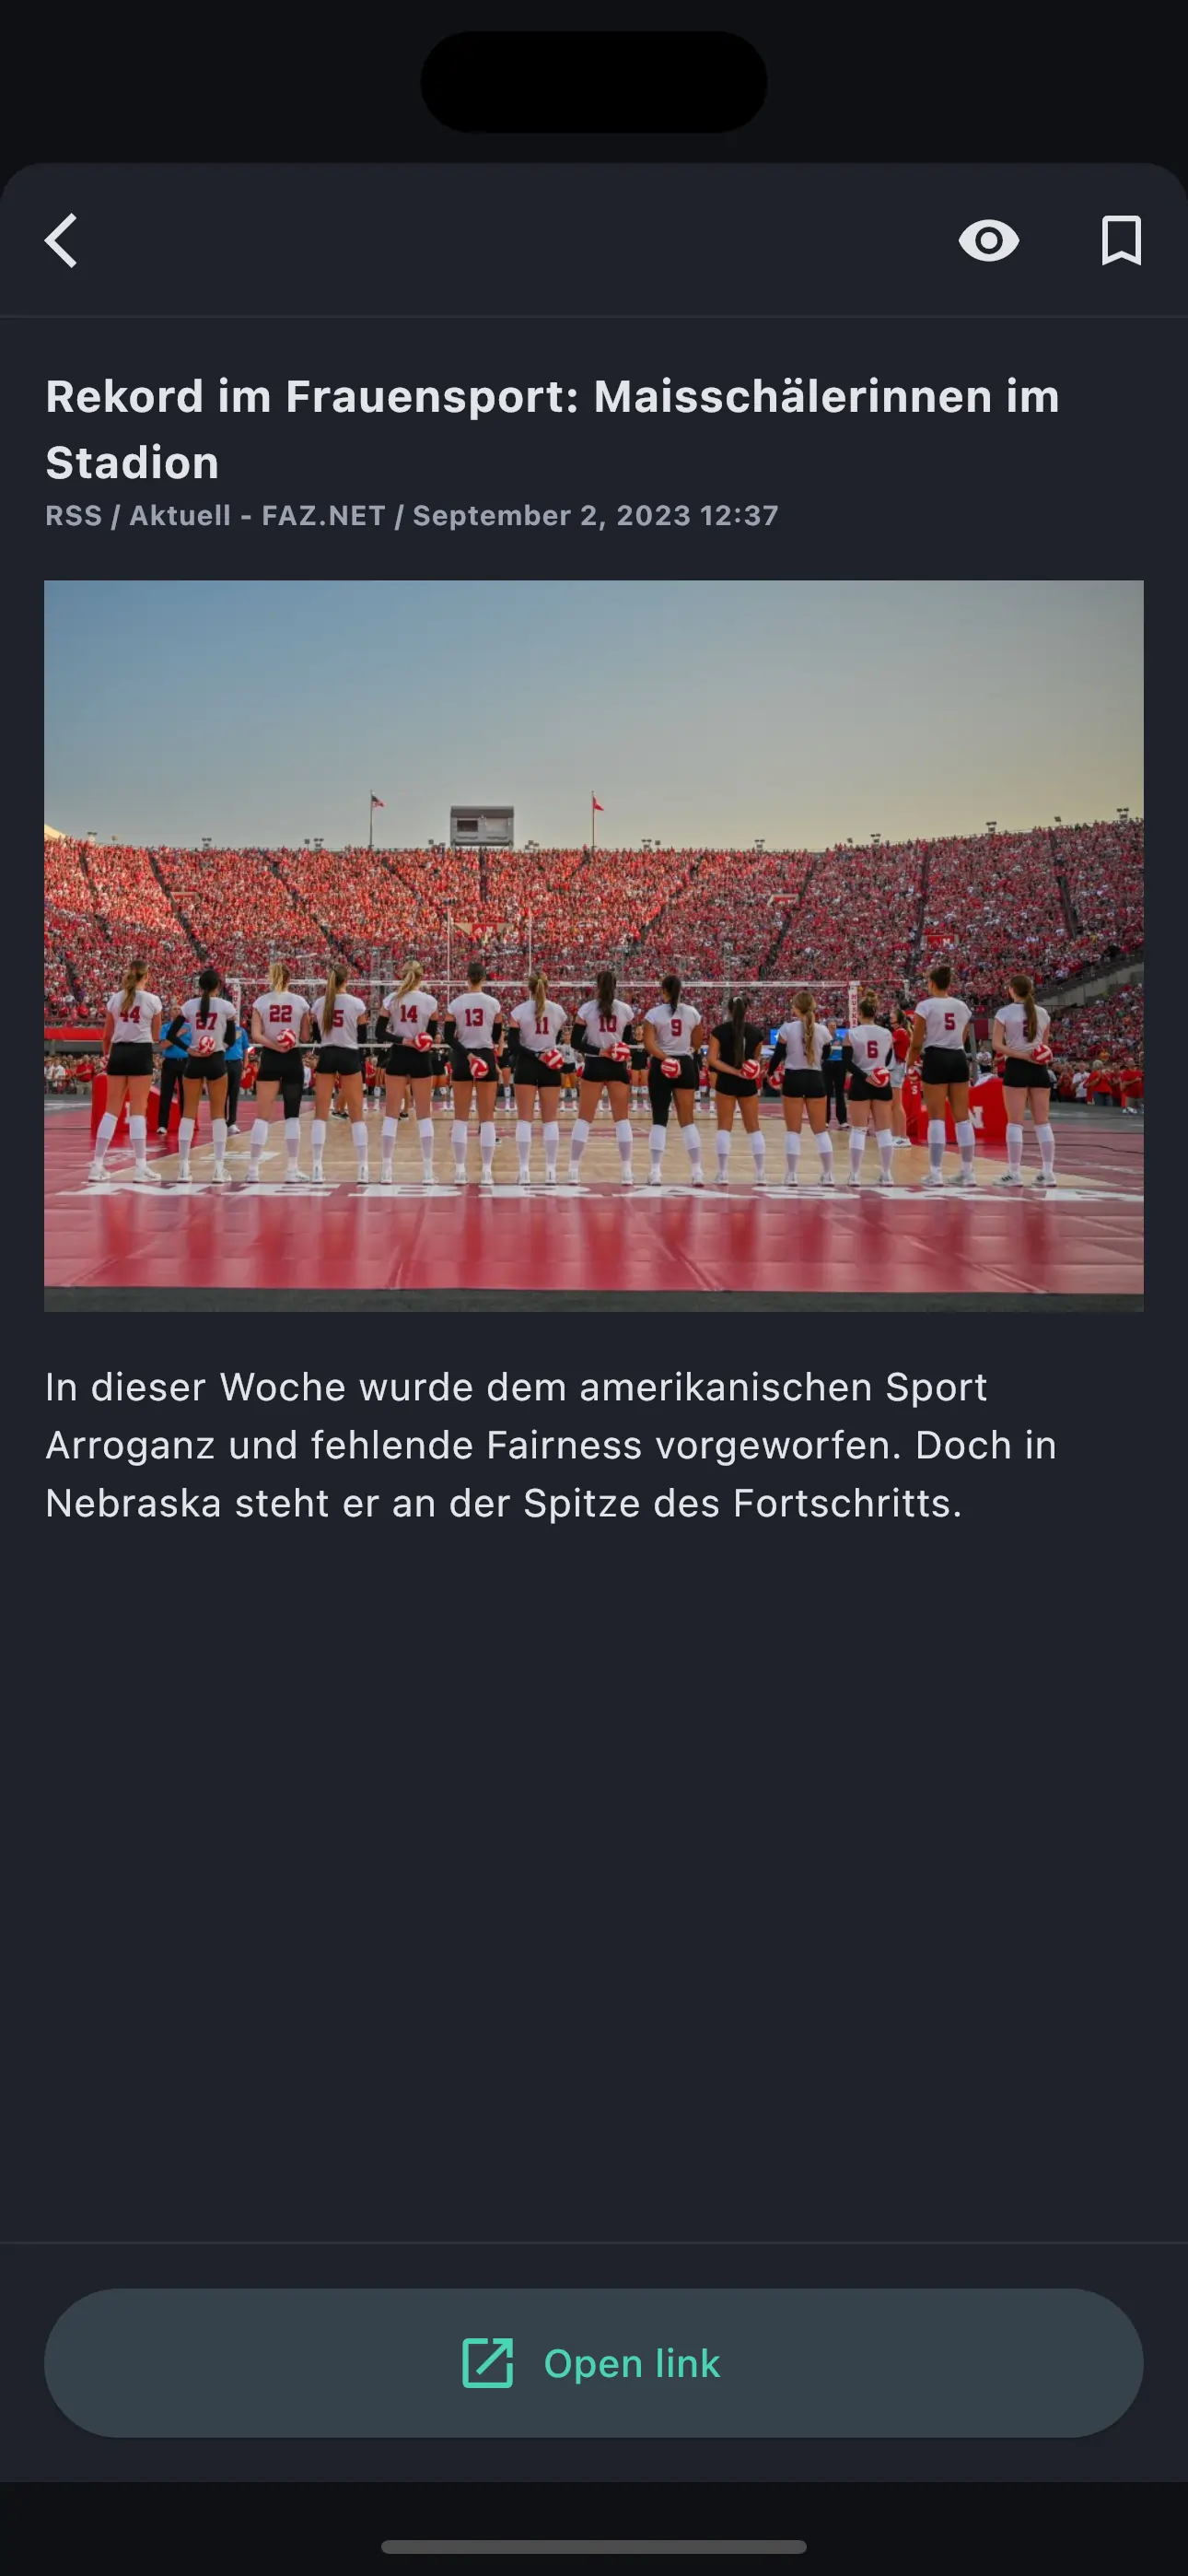 Rekord im Frauensport: Maisschälerinnen im
Stadion
RSS / Aktuell - FAZ.NET / September 2, 2023 12:37
44
22
5
14
13
11
10
9
6
5
N
NEBRASKA
In dieser Woche wurde dem amerikanischen Sport
Arroganz und fehlende Fairness vorgeworfen. Doch in
Nebraska steht er an der Spitze des Fortschritts.
Open link